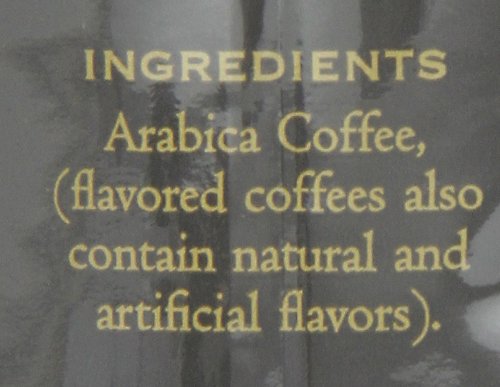 INGREDIENTS
Arabica Coffee,
(flavored coffees also
contain natural and
artificial flavors).